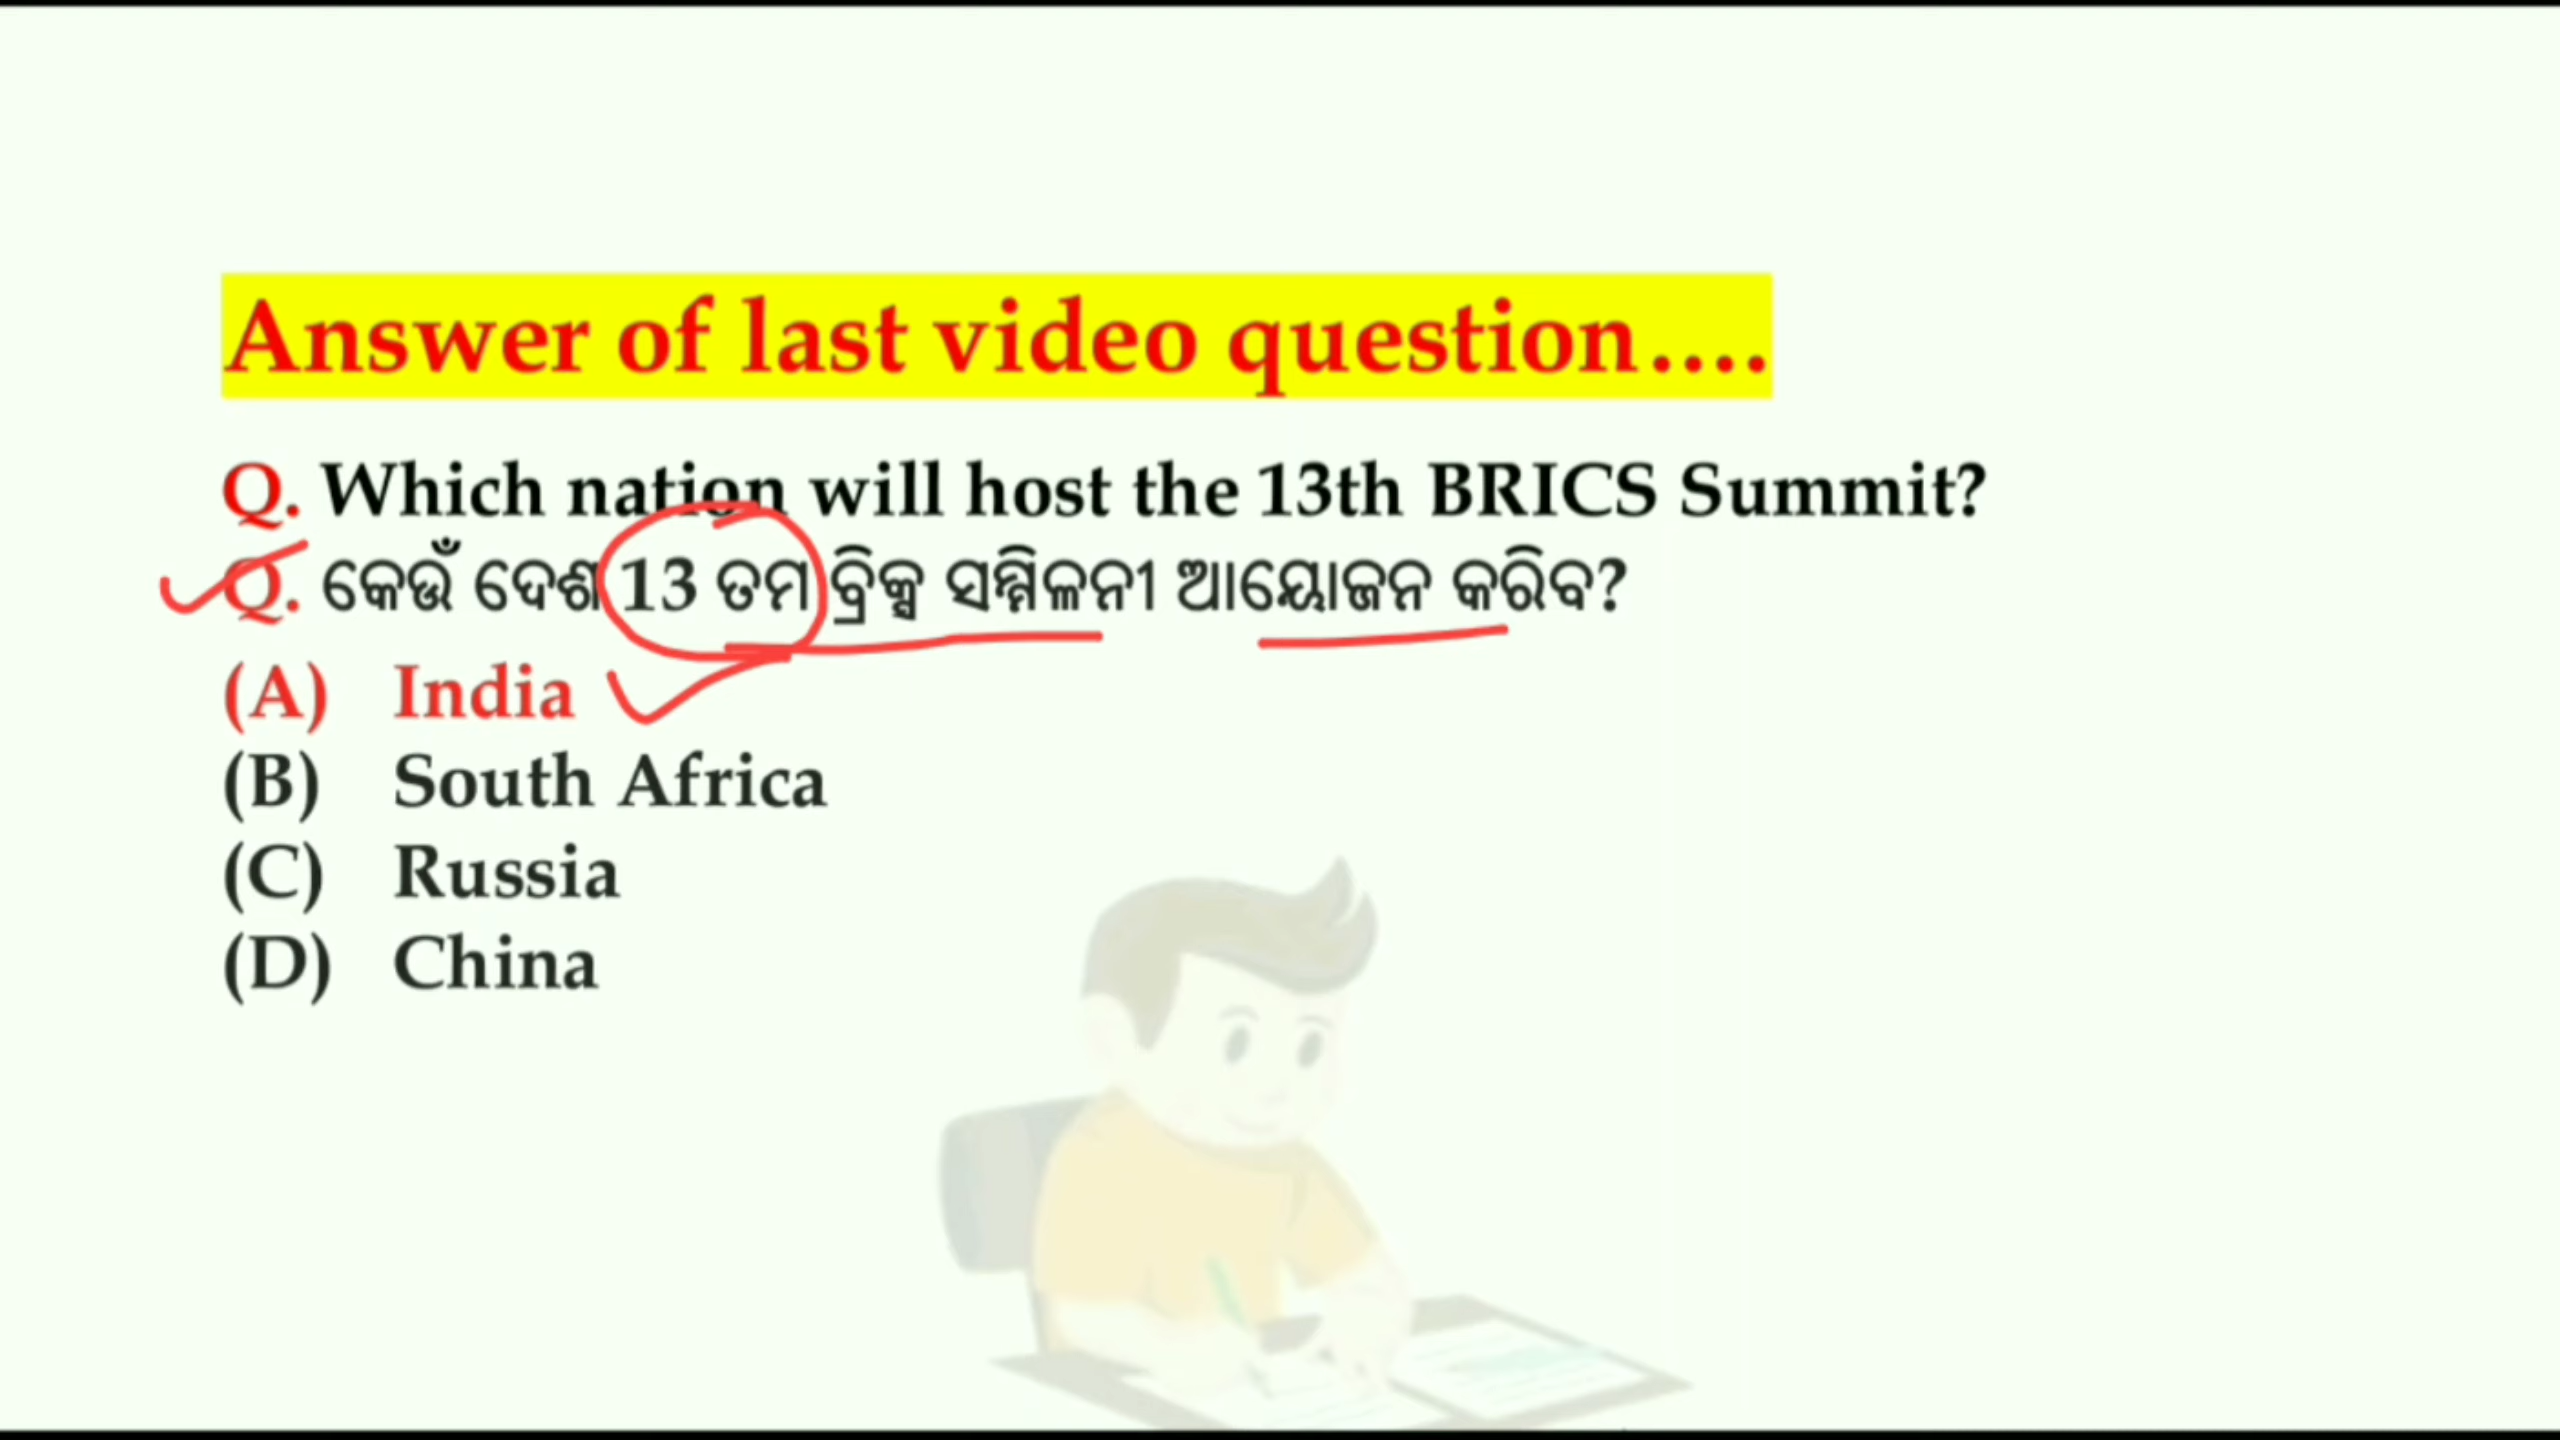 Answer of last video question....
Q. Which nation will host the 13th BRICS Summit?
Q. କେଉଁ ଦେଶ 13 ତମ ବ୍ରିକ୍ସ ସମ୍ମିଳନୀ ଆୟୋଜନ କରିବ?
(A) India
(B) South Africa
(C) Russia
(D) China